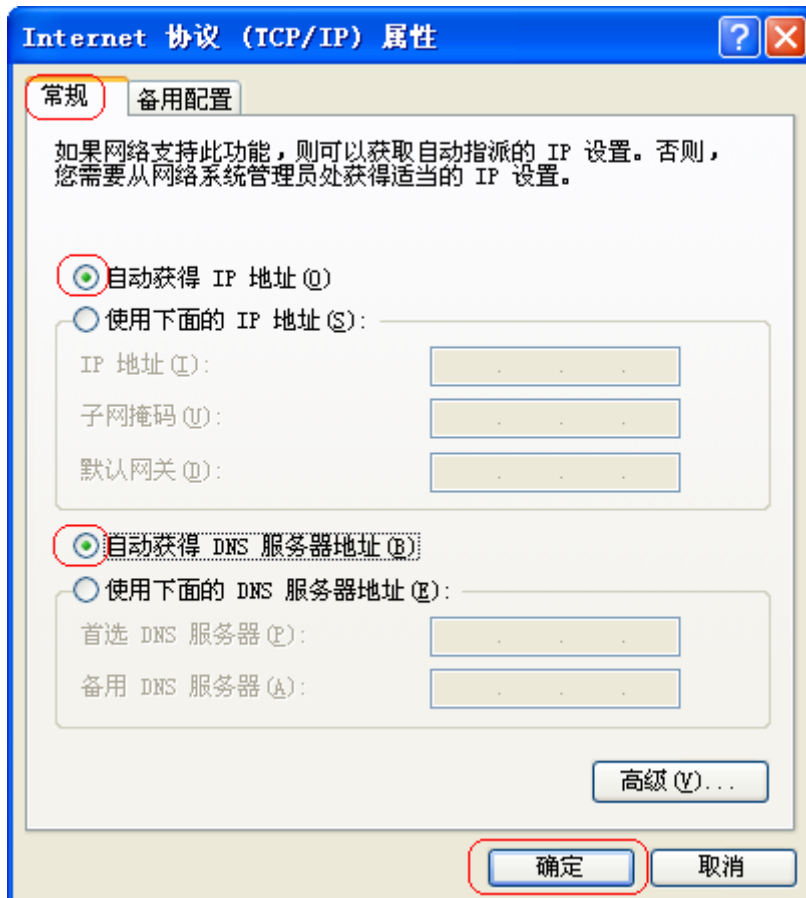 Internet 协议 (TCP/IP) 属性
常规 备用配置
如果网络支持此功能，则可以获取自动指派的 IP 设置。否则，
您需要从网络系统管理员处获得适当的 IP 设置。
自动获得 IP 地址(O)
使用下面的 IP 地址(S):
IP 地址(I):
子网掩码(U):
默认网关(D):
自动获得 DNS 服务器地址(B)
使用下面的 DNS 服务器地址(E):
首选 DNS 服务器(P):
备用 DNS 服务器(A):
高级(V)...
确定 取消